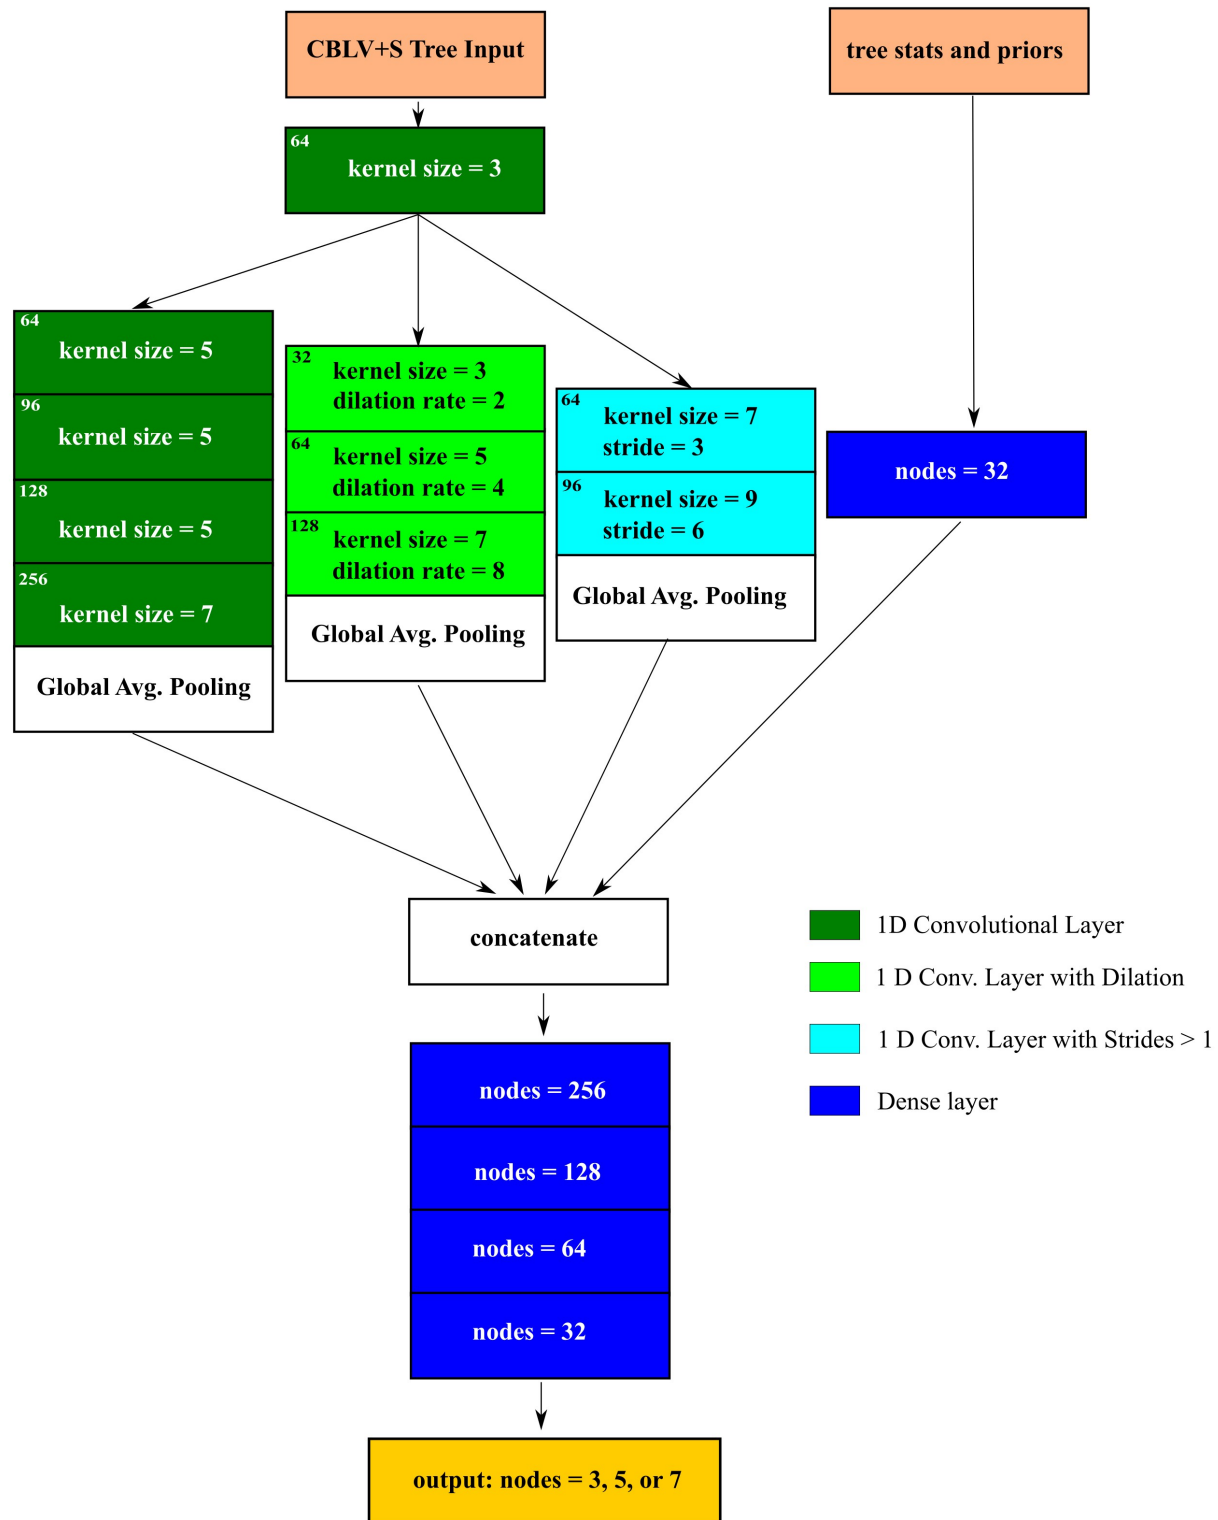 CBLV+S Tree Input
tree stats and priors
64
kernel size = 3
64
kernel size = 5
96
kernel size = 5
128
kernel size = 5
256
kernel size = 7
Global Avg. Pooling
32
kernel size = 3
dilation rate = 2
64
kernel size = 5
dilation rate = 4
128
kernel size = 7
dilation rate = 8
Global Avg. Pooling
64
kernel size = 7
stride = 3
96
kernel size = 9
stride = 6
Global Avg. Pooling
nodes = 32
concatenate
nodes = 256
nodes = 128
nodes = 64
nodes = 32
output: nodes = 3, 5, or 7
1D Convolutional Layer
1 D Conv. Layer with Dilation
1 D Conv. Layer with Strides > 1
Dense layer